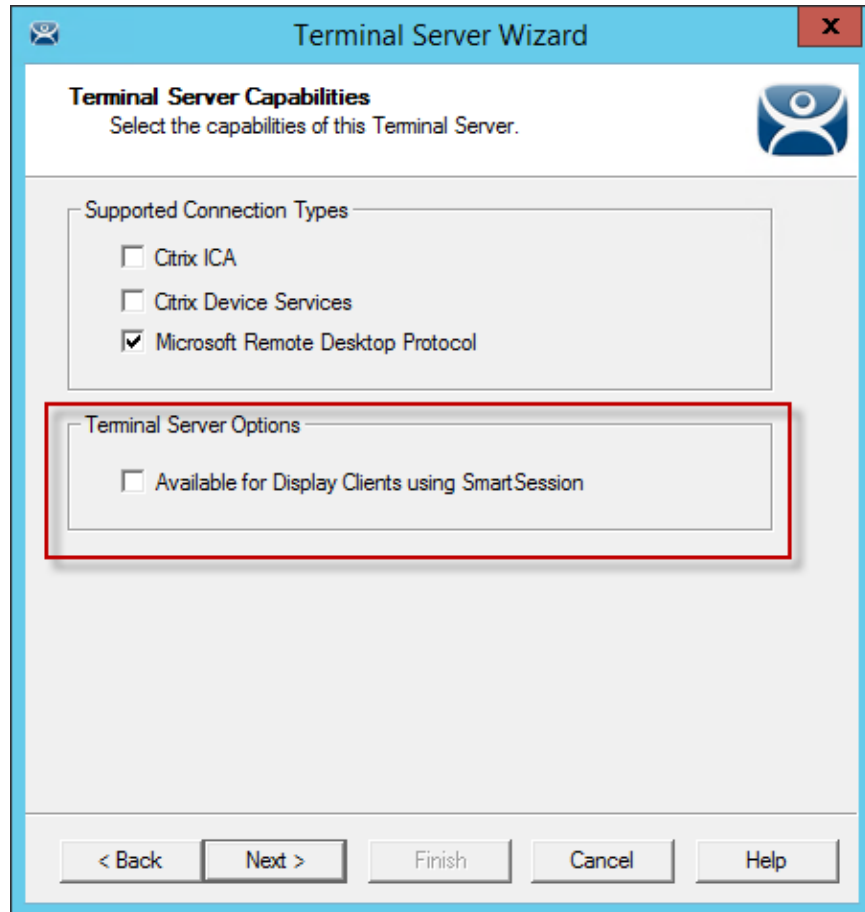 Terminal Server Wizard
x
Terminal Server Capabilities
Select the capabilities of this Terminal Server.
Supported Connection Types
Citrix ICA
Citrix Device Services
Microsoft Remote Desktop Protocol
Terminal Server Options
Available for Display Clients using SmartSession
< Back Next > Finish Cancel Help